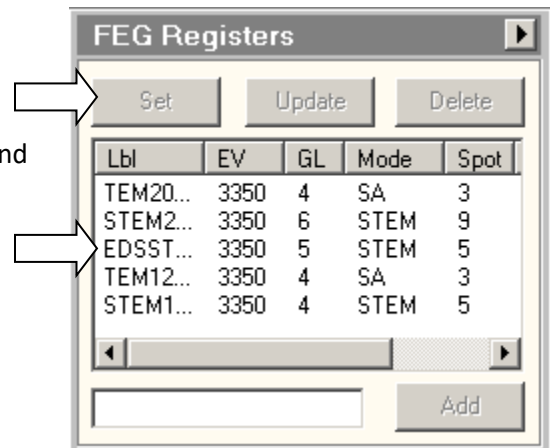 FEG Registers
Set Update Delete
nd
Lbl EV GL Mode Spot
TEM20... 3350 4 SA 3
STEM2... 3350 6 STEM 9
EDSST... 3350 5 STEM 5
TEM12... 3350 4 SA 3
STEM1... 3350 4 STEM 5
Add